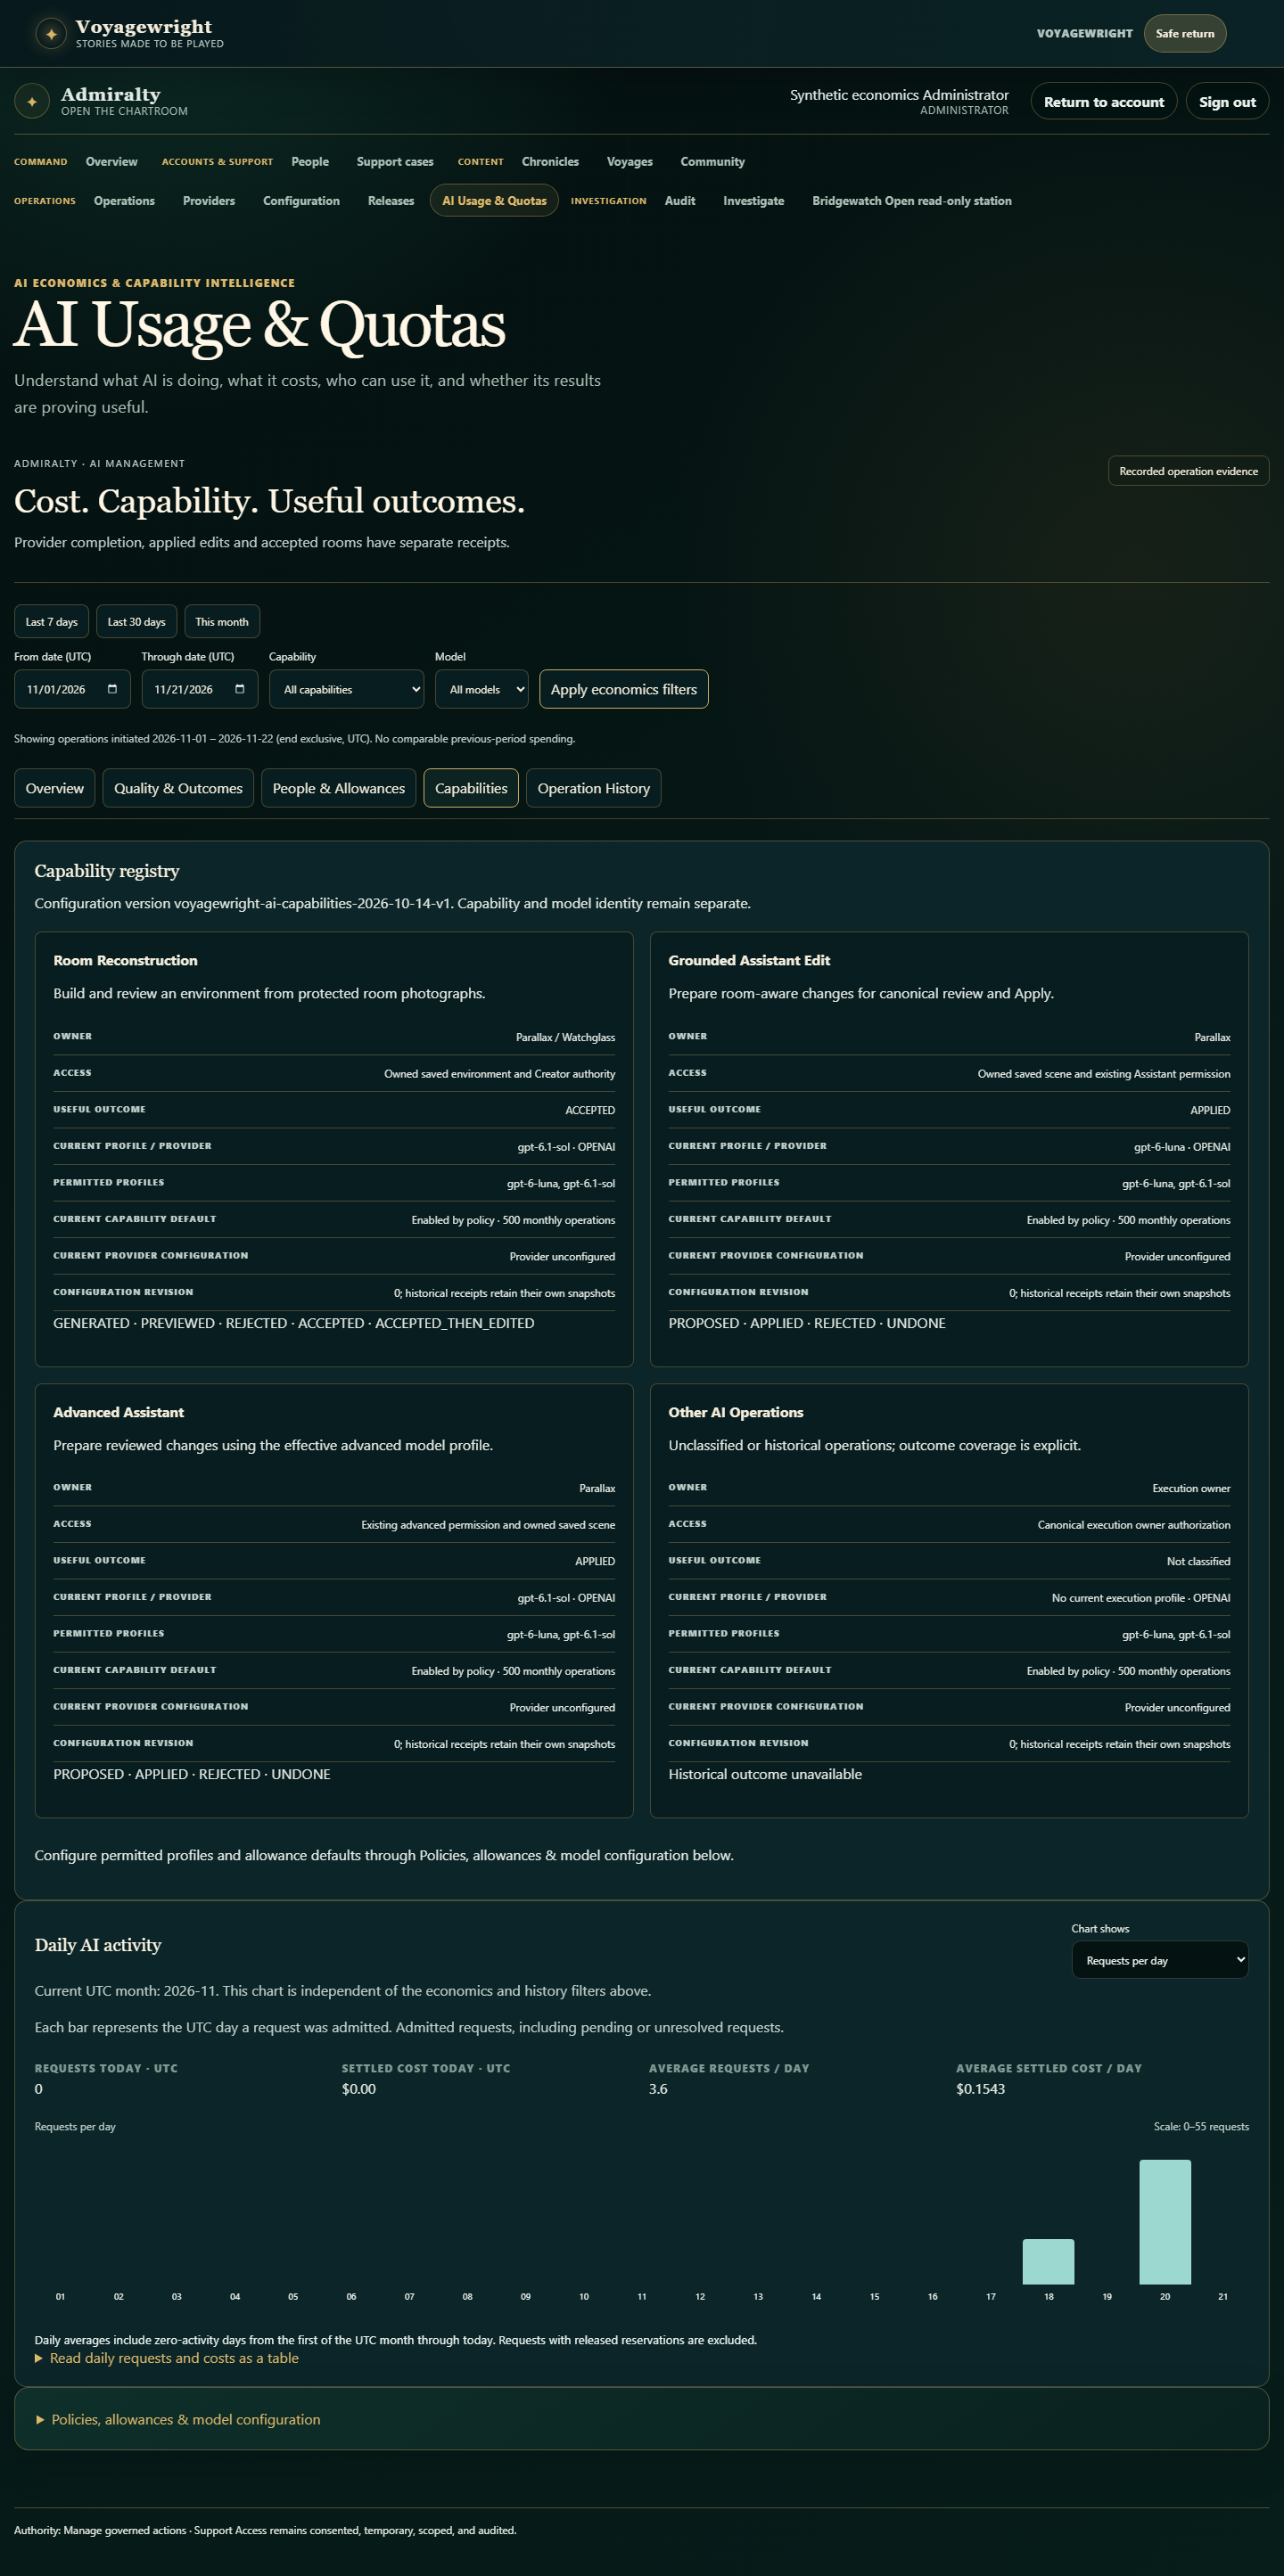 Voyagewright
STORIES MADE TO BE PLAYED
VOYAGEWRIGHT
Safe return
Admiralty
OPEN THE CHARTROOM
Synthetic economics Administrator
ADMINISTRATOR
Return to account
Sign out
COMMAND Overview ACCOUNTS & SUPPORT People Support cases CONTENT Chronicles Voyages Community
OPERATIONS Operations Providers Configuration Releases AI Usage & Quotas INVESTIGATION Audit Investigate Bridgewatch Open read-only station
AI ECONOMICS & CAPABILITY INTELLIGENCE
AI Usage & Quotas
Understand what AI is doing, what it costs, who can use it, and whether its results
are proving useful.
ADMIRALTY · AI MANAGEMENT
Recorded operation evidence
Cost. Capability. Useful outcomes.
Provider completion, applied edits and accepted rooms have separate receipts.
Last 7 days Last 30 days This month
From date (UTC) Through date (UTC) Capability Model
11/01/2026 11/21/2026 All capabilities All models Apply economics filters
Showing operations initiated 2026-11-01 – 2026-11-22 (end exclusive, UTC). No comparable previous-period spending.
Overview Quality & Outcomes People & Allowances Capabilities Operation History
Capability registry
Configuration version voyagewright-ai-capabilities-2026-10-14-v1. Capability and model identity remain separate.
Room Reconstruction
Build and review an environment from protected room photographs.
OWNER Parallax / Watchglass
ACCESS Owned saved environment and Creator authority
USEFUL OUTCOME ACCEPTED
CURRENT PROFILE / PROVIDER gpt-6.1-sol · OPENAI
PERMITTED PROFILES gpt-6-luna, gpt-6.1-sol
CURRENT CAPABILITY DEFAULT Enabled by policy · 500 monthly operations
CURRENT PROVIDER CONFIGURATION Provider unconfigured
CONFIGURATION REVISION 0; historical receipts retain their own snapshots
GENERATED · PREVIEWED · REJECTED · ACCEPTED · ACCEPTED_THEN_EDITED
Grounded Assistant Edit
Prepare room-aware changes for canonical review and Apply.
OWNER Parallax
ACCESS Owned saved scene and existing Assistant permission
USEFUL OUTCOME APPLIED
CURRENT PROFILE / PROVIDER gpt-6-luna · OPENAI
PERMITTED PROFILES gpt-6-luna, gpt-6.1-sol
CURRENT CAPABILITY DEFAULT Enabled by policy · 500 monthly operations
CURRENT PROVIDER CONFIGURATION Provider unconfigured
CONFIGURATION REVISION 0; historical receipts retain their own snapshots
PROPOSED · APPLIED · REJECTED · UNDONE
Advanced Assistant
Prepare reviewed changes using the effective advanced model profile.
OWNER Parallax
ACCESS Existing advanced permission and owned saved scene
USEFUL OUTCOME APPLIED
CURRENT PROFILE / PROVIDER gpt-6.1-sol · OPENAI
PERMITTED PROFILES gpt-6-luna, gpt-6.1-sol
CURRENT CAPABILITY DEFAULT Enabled by policy · 500 monthly operations
CURRENT PROVIDER CONFIGURATION Provider unconfigured
CONFIGURATION REVISION 0; historical receipts retain their own snapshots
PROPOSED · APPLIED · REJECTED · UNDONE
Other AI Operations
Unclassified or historical operations; outcome coverage is explicit.
OWNER Execution owner
ACCESS Canonical execution owner authorization
USEFUL OUTCOME Not classified
CURRENT PROFILE / PROVIDER No current execution profile · OPENAI
PERMITTED PROFILES gpt-6-luna, gpt-6.1-sol
CURRENT CAPABILITY DEFAULT Enabled by policy · 500 monthly operations
CURRENT PROVIDER CONFIGURATION Provider unconfigured
CONFIGURATION REVISION 0; historical receipts retain their own snapshots
Historical outcome unavailable
Configure permitted profiles and allowance defaults through Policies, allowances & model configuration below.
Daily AI activity
Chart shows
Requests per day
Current UTC month: 2026-11. This chart is independent of the economics and history filters above.
Each bar represents the UTC day a request was admitted. Admitted requests, including pending or unresolved requests.
REQUESTS TODAY · UTC SETTLED COST TODAY · UTC AVERAGE REQUESTS / DAY AVERAGE SETTLED COST / DAY
0 $0.00 3.6 $0.1543
Requests per day Scale: 0–55 requests
01 02 03 04 05 06 07 08 09 10 11 12 13 14 15 16 17 18 19 20 21
Daily averages include zero-activity days from the first of the UTC month through today. Requests with released reservations are excluded.
Read daily requests and costs as a table
Policies, allowances & model configuration
Authority: Manage governed actions · Support Access remains consented, temporary, scoped, and audited.